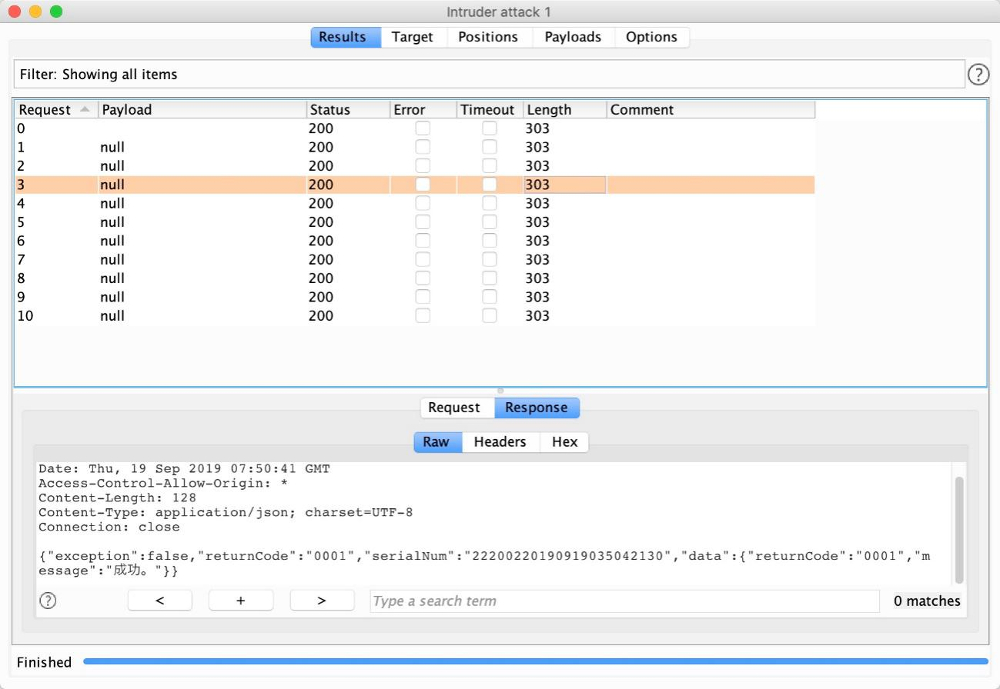 Intruder attack 1
Results Target Positions Payloads Options
Filter: Showing all items ?
Request Payload Status Error Timeout Length Comment
0 200 303
1 null 200 303
2 null 200 303
3 null 200 303
4 null 200 303
5 null 200 303
6 null 200 303
7 null 200 303
8 null 200 303
9 null 200 303
10 null 200 303
Request Response
Raw Headers Hex
Date: Thu, 19 Sep 2019 07:50:41 GMT
Access-Control-Allow-Origin: *
Content-Length: 128
Content-Type: application/json; charset=UTF-8
Connection: close
{"exception":false,"returnCode":"0001","serialNum":"22200220190919035042130","data":{"returnCode":"0001","m
essage":"成功。"}}
? < + > Type a search term 0 matches
Finished